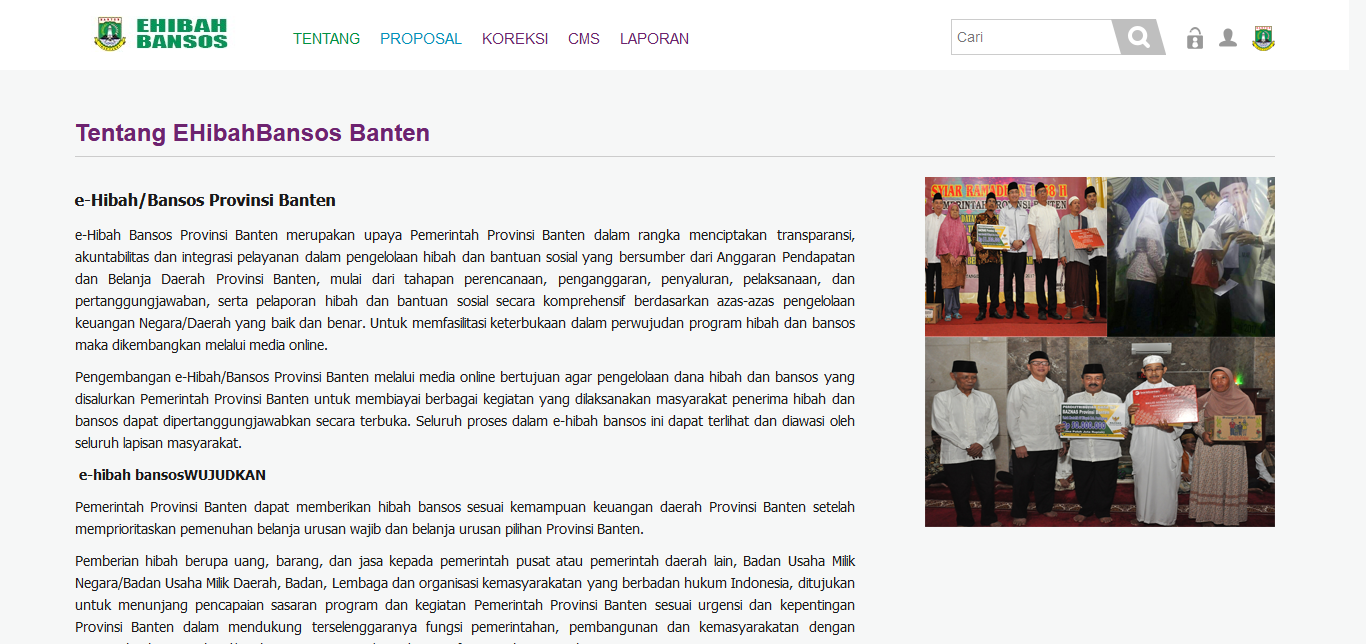 EHIBAH
BANSOS
TENTANG PROPOSAL KOREKSI CMS LAPORAN
Cari
Tentang EHibahBansos Banten
e-Hibah/Bansos Provinsi Banten
e-Hibah Bansos Provinsi Banten merupakan upaya Pemerintah Provinsi Banten dalam rangka menciptakan transparansi,
akuntabilitas dan integrasi pelayanan dalam pengelolaan hibah dan bantuan sosial yang bersumber dari Anggaran Pendapatan
dan Belanja Daerah Provinsi Banten, mulai dari tahapan perencanaan, penganggaran, penyaluran, pelaksanaan, dan
pertanggungjawaban, serta pelaporan hibah dan bantuan sosial secara komprehensif berdasarkan azas-azas pengelolaan
keuangan Negara/Daerah yang baik dan benar. Untuk memfasilitasi keterbukaan dalam perwujudan program hibah dan bansos
maka dikembangkan melalui media online.
Pengembangan e-Hibah/Bansos Provinsi Banten melalui media online bertujuan agar pengelolaan dana hibah dan bansos yang
disalurkan Pemerintah Provinsi Banten untuk membiayai berbagai kegiatan yang dilaksanakan masyarakat penerima hibah dan
bansos dapat dipertanggungjawabkan secara terbuka. Seluruh proses dalam e-hibah bansos ini dapat terlihat dan diawasi oleh
seluruh lapisan masyarakat.
e-hibah bansosWUJUDKAN
Pemerintah Provinsi Banten dapat memberikan hibah bansos sesuai kemampuan keuangan daerah Provinsi Banten setelah
memprioritaskan pemenuhan belanja urusan wajib dan belanja urusan pilihan Provinsi Banten.
Pemberian hibah berupa uang, barang, dan jasa kepada pemerintah pusat atau pemerintah daerah lain, Badan Usaha Milik
Negara/Badan Usaha Milik Daerah, Badan, Lembaga dan organisasi kemasyarakatan yang berbadan hukum Indonesia, ditujukan
untuk menunjang pencapaian sasaran program dan kegiatan Pemerintah Provinsi Banten sesuai urgensi dan kepentingan
Provinsi Banten dalam mendukung terselenggaranya fungsi pemerintahan, pembangunan dan kemasyarakatan dengan
SYIAR RAMADHAN